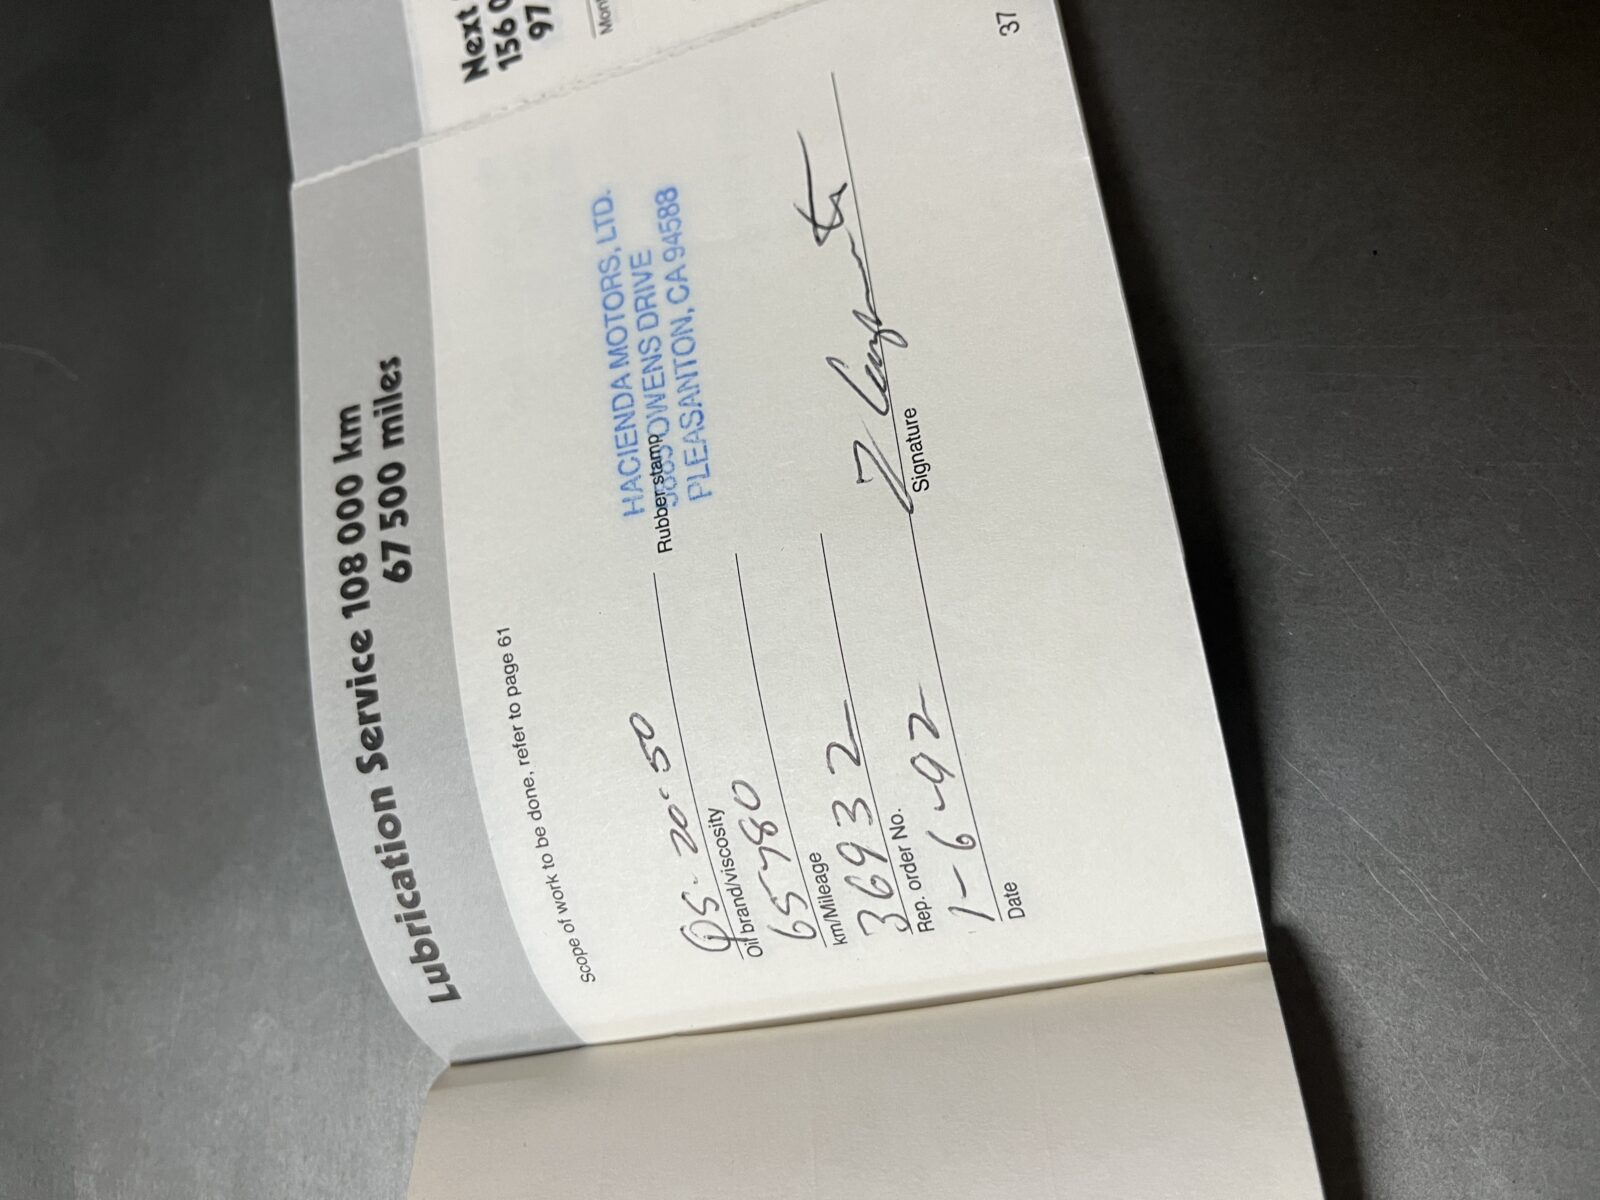 Lubrication Service 108 000 km
67 500 miles
Scope of work to be done, refer to page 61
QS. 20-50
Oil brand/viscosity
65780
km/Mileage
36932
Rep. order No.
1-6-92
Date
HACIENDA MOTORS, LTD.
Rubber stamp
OWENS DRIVE
PLEASANTON, CA 94588
Signature
37
Next
156 0
97